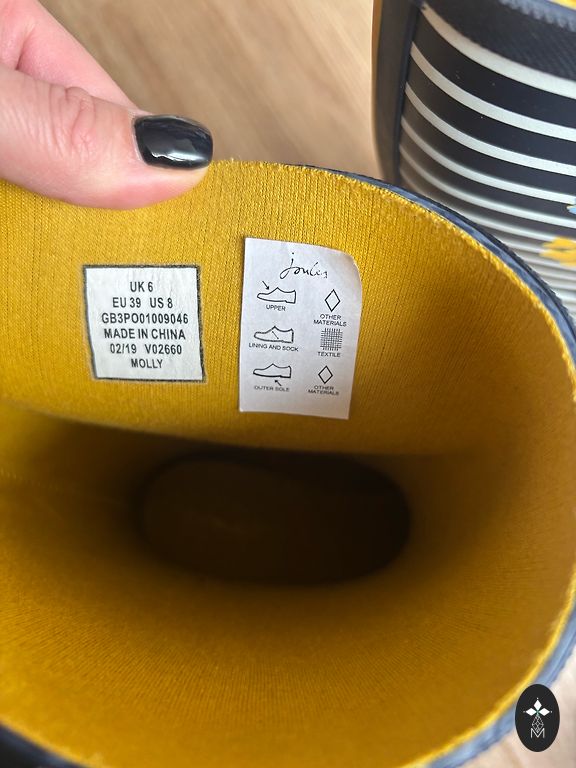 UK 6
EU 39 US 8
GB3PO01009046
MADE IN CHINA
02/19 V02660
MOLLY
Joules
UPPER
OTHER
MATERIALS
LINING AND SOCK
TEXTILE
OUTER SOLE
OTHER
MATERIALS
M